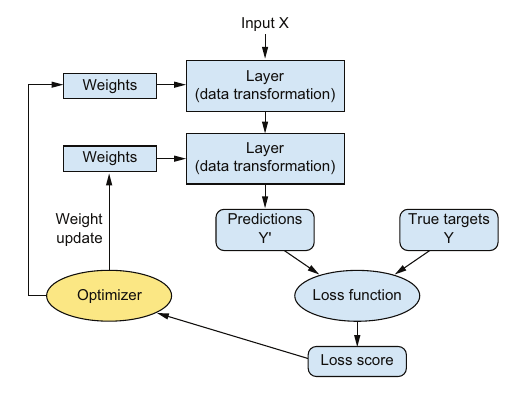 Input X
Weights
Layer
(data transformation)
Weights
Layer
(data transformation)
Weight
update
Predictions
Y'
True targets
Y
Optimizer
Loss function
Loss score